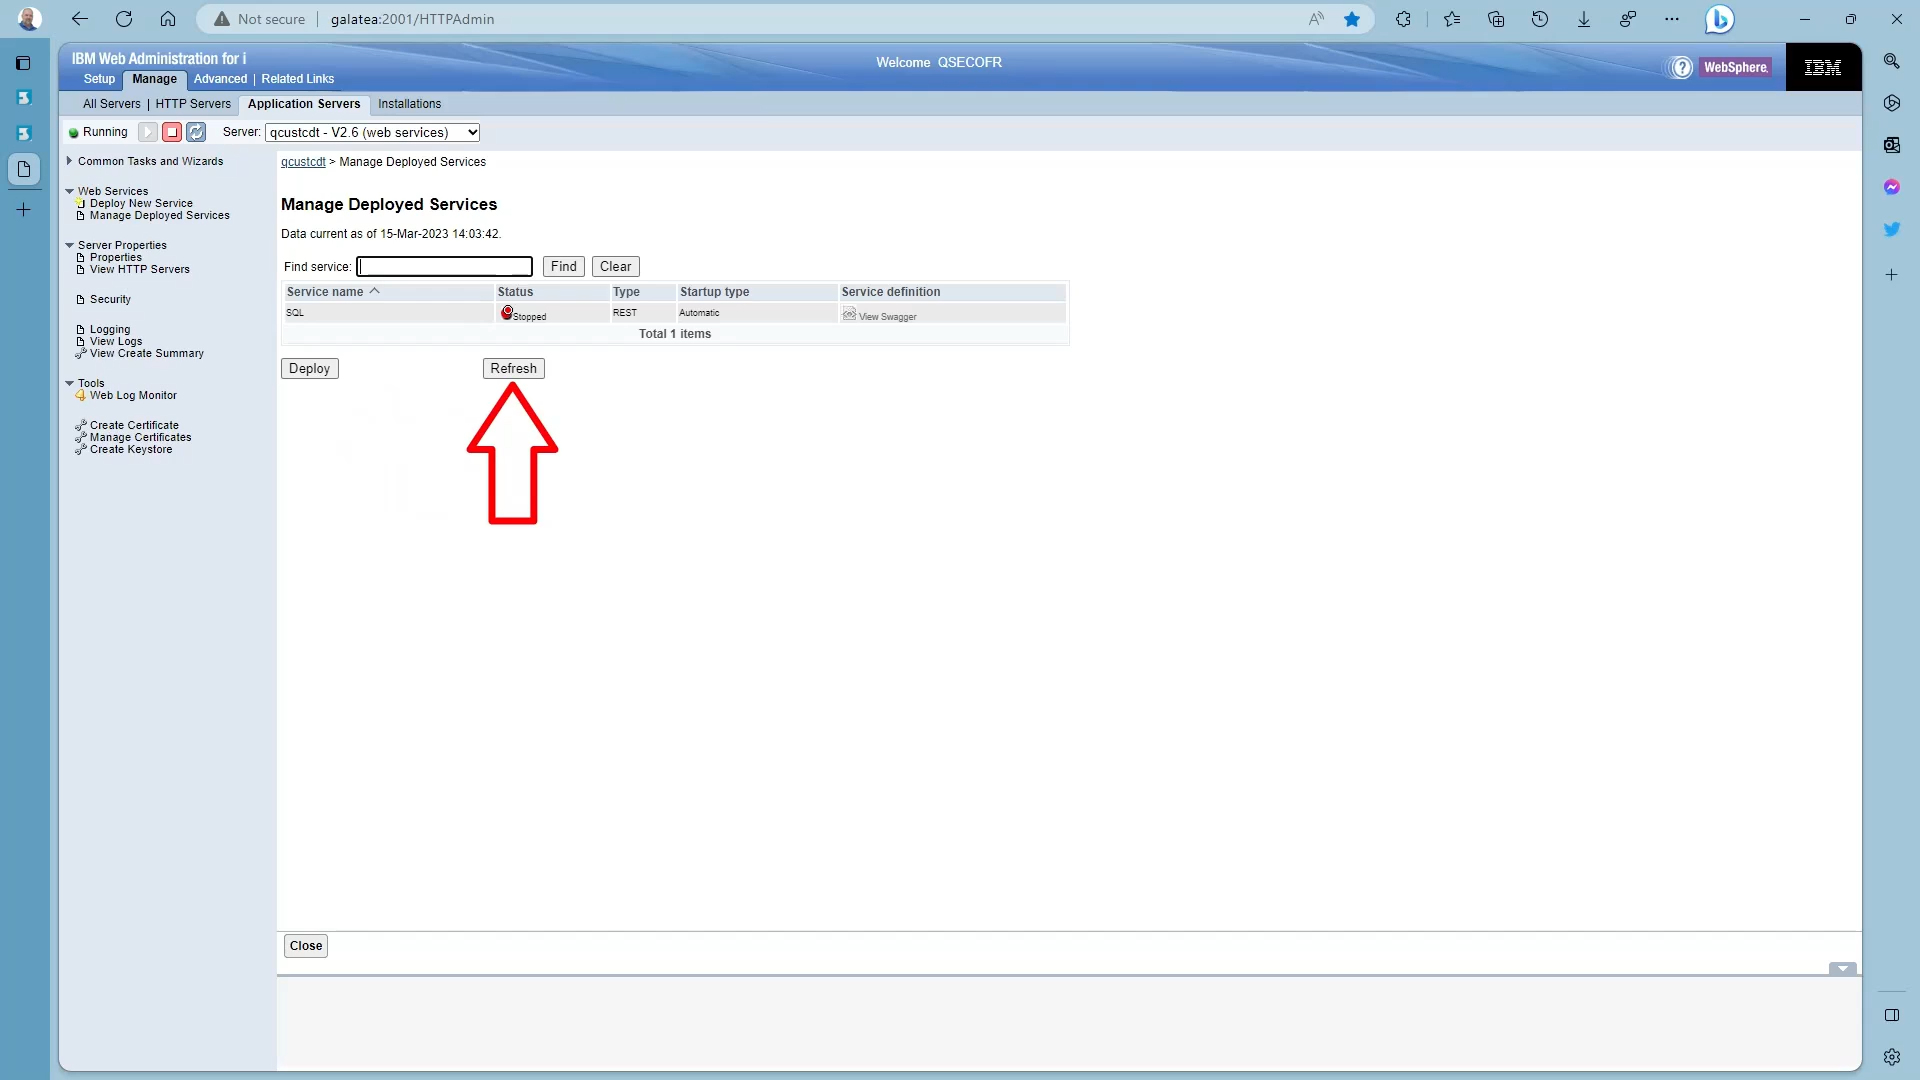 Not secure
galatea:2001/HTTPAdmin
IBM Web Administration for i
Welcome QSECOFR
WebSphere.
IBM
Setup Manage Advanced | Related Links
All Servers | HTTP Servers Application Servers Installations
Running Server: qcustcdt - V2.6 (web services)
Common Tasks and Wizards
Web Services
Deploy New Service
Manage Deployed Services
Server Properties
Properties
View HTTP Servers
Security
Logging
View Logs
View Create Summary
Tools
Web Log Monitor
Create Certificate
Manage Certificates
Create Keystore
qcustcdt > Manage Deployed Services
Manage Deployed Services
Data current as of 15-Mar-2023 14:03:42.
Find service: Find Clear
Service name Status Type Startup type Service definition
SQL Stopped REST Automatic View Swagger
Total 1 items
Deploy Refresh
Close